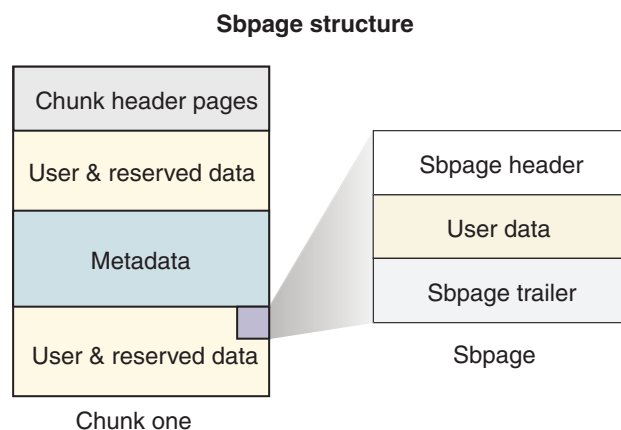 Sbpage structure
Chunk header pages
User & reserved data
Metadata
User & reserved data
Chunk one
Sbpage header
User data
Sbpage trailer
Sbpage